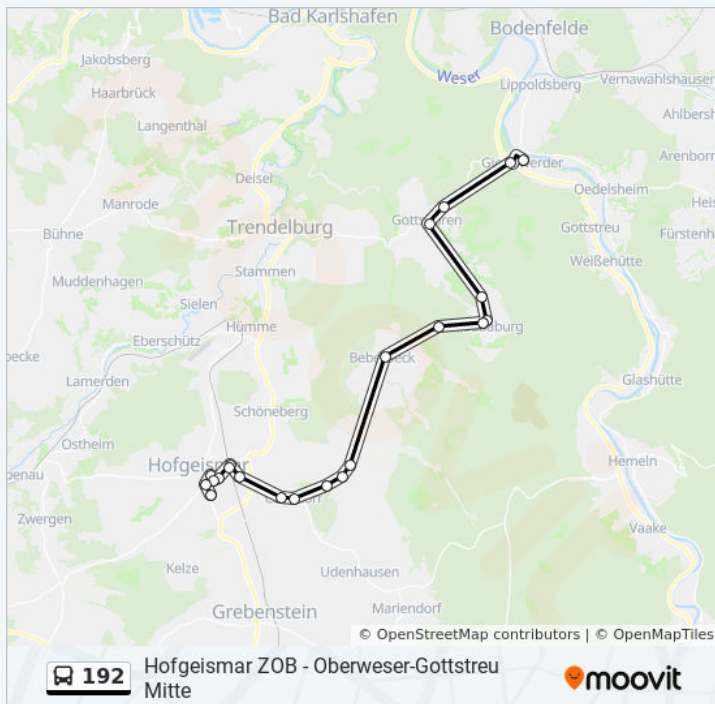 Bad Karlshafen
Bodenfelde
Jakobsberg
Weser
Lippoldsberg
Vernawahlshausen
Haarbrück
Langenthal
Ahlbersh
Arenborn
Deisel
Oedelsheim
Manrode
Heis
Trendelburg
Gottstreu
Bühne
Fürstenha
Weißehütte
Stammen
Muddenhagen
Sielen
Hümme
Eberschütz
Glashütte
Lamerden
Schöneberg
Ostheim
Hofgeismar
Hemeln
Zwergen
Vaake
Kelze
Udenhausen
Mariendorf
Grebenstein
© OpenStreetMap contributors | © OpenMapTiles
192
Hofgeismar ZOB - Oberweser-Gottstreu
Mitte
moovit